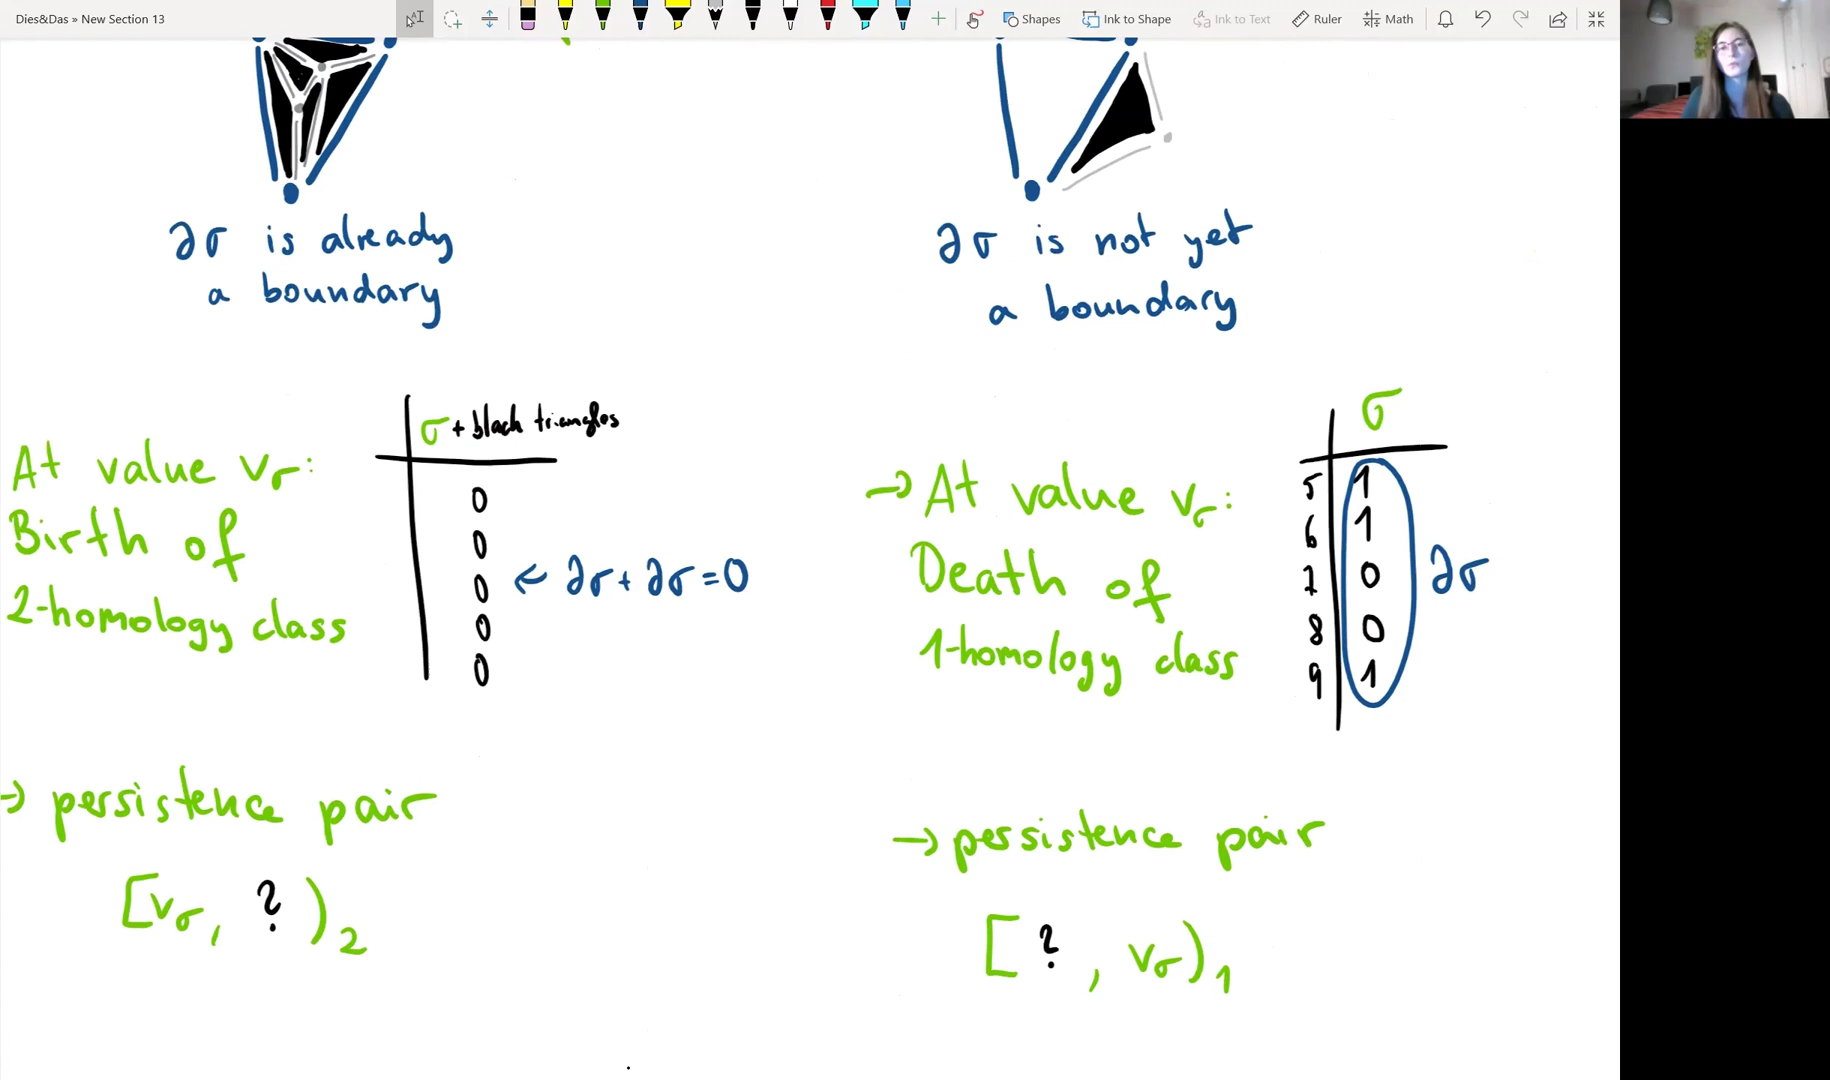 Dies&Das » New Section 13
Shapes
Ink to Shape
Ink to Text
Ruler
Math
∂σ is already
a boundary
∂σ is not yet
a boundary
At value vσ:
Birth of
2-homology class
σ + black triangles
0
0
0
0
0
← ∂σ + ∂σ = 0
→ At value vσ:
Death of
1-homology class
σ
5 1
6 1
7 0
8 0
9 1
∂σ
→ persistence pair
[vσ, ?)₂
→ persistence pair
[?, vσ)₁